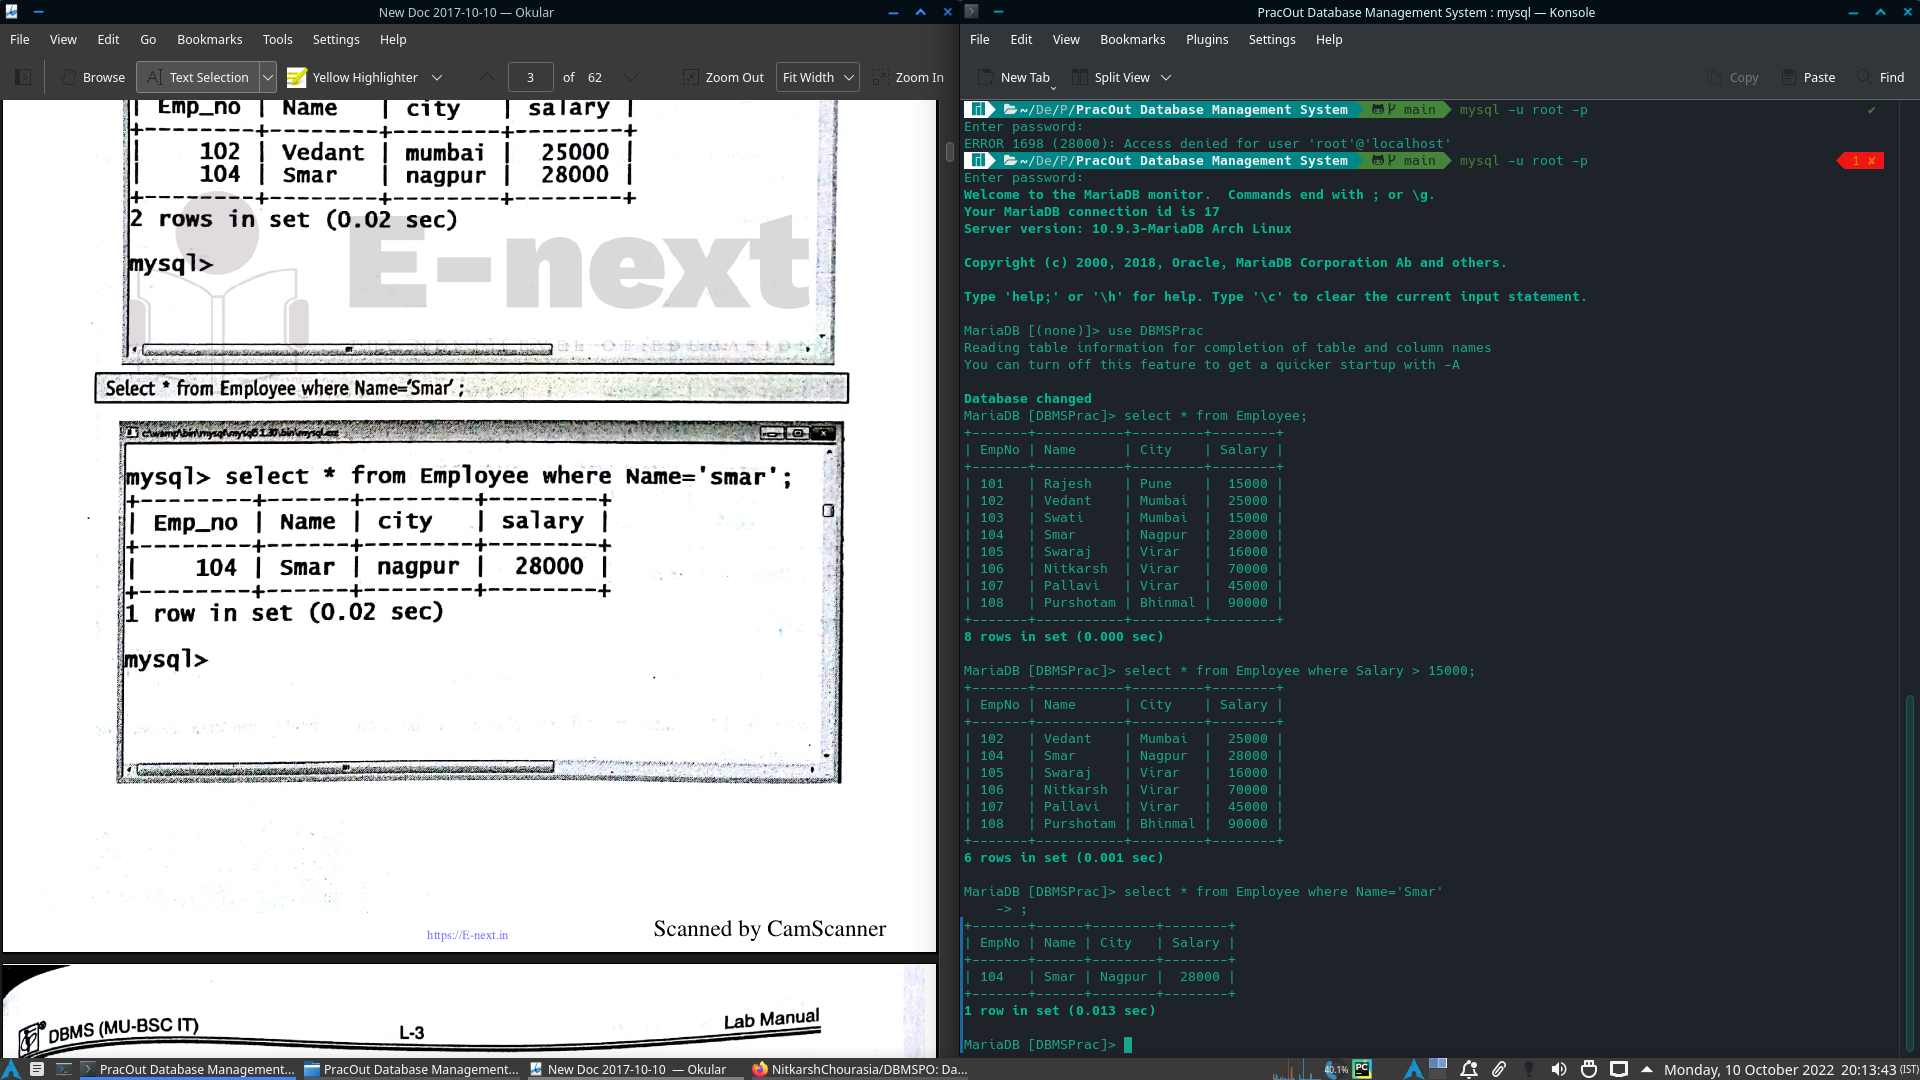 New Doc 2017-10-10 — Okular
File View Edit Go Bookmarks Tools Settings Help
Browse Text Selection Yellow Highlighter 3 of 62 Zoom Out Fit Width Zoom In
| Emp_no | Name | city | salary |
+--------+--------+--------+--------+
| 102 | Vedant | mumbai | 25000 |
| 104 | Smar | nagpur | 28000 |
+--------+--------+--------+--------+
2 rows in set (0.02 sec)
E-next
mysql>
THE NEXT LEVEL OF EDUCATION
Select * from Employee where Name='Smar' ;
c:\wamp\bin\mysql\mysql5.1.30\bin\mysql.exe
mysql> select * from Employee where Name='smar';
+--------+------+--------+--------+
| Emp_no | Name | city | salary |
+--------+------+--------+--------+
| 104 | Smar | nagpur | 28000 |
+--------+------+--------+--------+
1 row in set (0.02 sec)
mysql>
https://E-next.in
Scanned by CamScanner
DBMS (MU-BSC IT) L-3 Lab Manual
PracOut Database Management System : mysql — Konsole
File Edit View Bookmarks Plugins Settings Help
New Tab Split View Copy Paste Find
~/De/P/PracOut Database Management System main mysql -u root -p ✔
Enter password:
ERROR 1698 (28000): Access denied for user 'root'@'localhost'
~/De/P/PracOut Database Management System main mysql -u root -p 1 ✘
Enter password:
Welcome to the MariaDB monitor.  Commands end with ; or \g.
Your MariaDB connection id is 17
Server version: 10.9.3-MariaDB Arch Linux
Copyright (c) 2000, 2018, Oracle, MariaDB Corporation Ab and others.
Type 'help;' or '\h' for help. Type '\c' to clear the current input statement.
MariaDB [(none)]> use DBMSPrac
Reading table information for completion of table and column names
You can turn off this feature to get a quicker startup with -A
Database changed
MariaDB [DBMSPrac]> select * from Employee;
+-------+-----------+---------+--------+
| EmpNo | Name      | City    | Salary |
+-------+-----------+---------+--------+
| 101   | Rajesh    | Pune    |  15000 |
| 102   | Vedant    | Mumbai  |  25000 |
| 103   | Swati     | Mumbai  |  15000 |
| 104   | Smar      | Nagpur  |  28000 |
| 105   | Swaraj    | Virar   |  16000 |
| 106   | Nitkarsh  | Virar   |  70000 |
| 107   | Pallavi   | Virar   |  45000 |
| 108   | Purshotam | Bhinmal |  90000 |
+-------+-----------+---------+--------+
8 rows in set (0.000 sec)
MariaDB [DBMSPrac]> select * from Employee where Salary > 15000;
+-------+-----------+---------+--------+
| EmpNo | Name      | City    | Salary |
+-------+-----------+---------+--------+
| 102   | Vedant    | Mumbai  |  25000 |
| 104   | Smar      | Nagpur  |  28000 |
| 105   | Swaraj    | Virar   |  16000 |
| 106   | Nitkarsh  | Virar   |  70000 |
| 107   | Pallavi   | Virar   |  45000 |
| 108   | Purshotam | Bhinmal |  90000 |
+-------+-----------+---------+--------+
6 rows in set (0.001 sec)
MariaDB [DBMSPrac]> select * from Employee where Name='Smar'
    -> ;
+-------+------+--------+--------+
| EmpNo | Name | City   | Salary |
+-------+------+--------+--------+
| 104   | Smar | Nagpur |  28000 |
+-------+------+--------+--------+
1 row in set (0.013 sec)
MariaDB [DBMSPrac]>
PracOut Database Management... PracOut Database Management... New Doc 2017-10-10 — Okular NitkarshChourasia/DBMSPO: Da... 40.1% PC Monday, 10 October 2022 20:13:43 (IST)